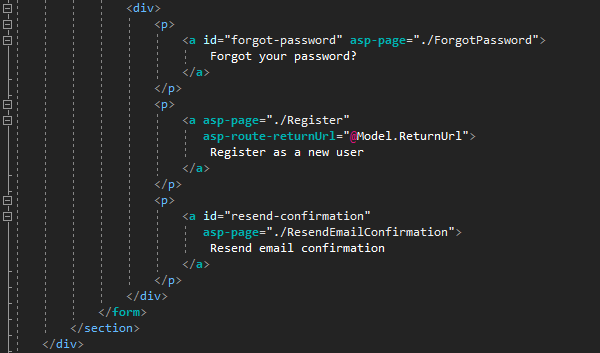 <div>
<p>
<a id="forgot-password" asp-page="./ForgotPassword">
Forgot your password?
</a>
</p>
<p>
<a asp-page="./Register"
asp-route-returnUrl="@Model.ReturnUrl">
Register as a new user
</a>
</p>
<p>
<a id="resend-confirmation"
asp-page="./ResendEmailConfirmation">
Resend email confirmation
</a>
</p>
</div>
</form>
</section>
</div>